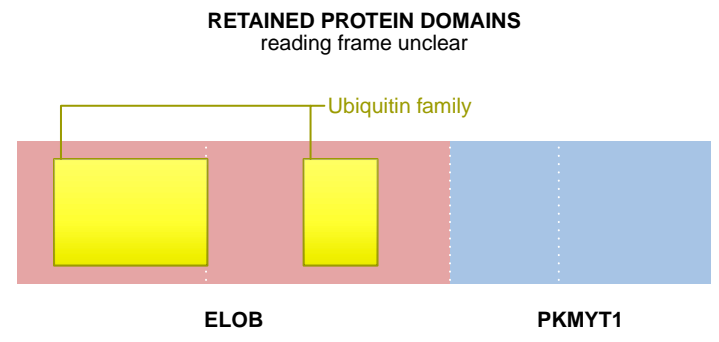 RETAINED PROTEIN DOMAINS
reading frame unclear
Ubiquitin family
ELOB
PKMYT1